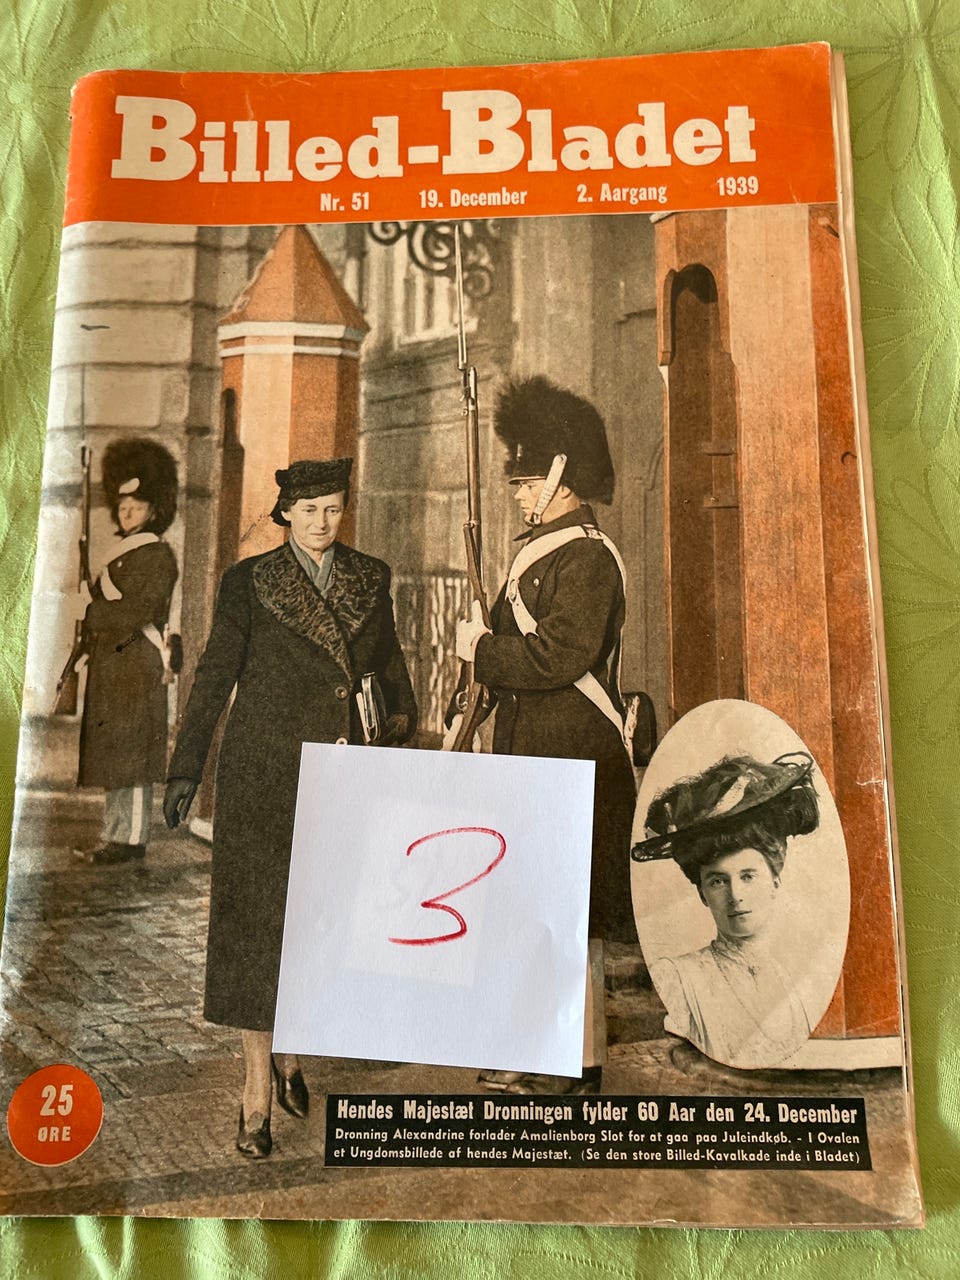 Billed-Bladet
Nr. 51 19. December 2. Aargang 1939
3
25
ØRE
Hendes Majestæt Dronningen fylder 60 Aar den 24. December
Dronning Alexandrine forlader Amalienborg Slot for at gaa paa Juleindkøb. - I Ovalen
et Ungdomsbillede af hendes Majestæt. (Se den store Billed-Kavalkade inde i Bladet)